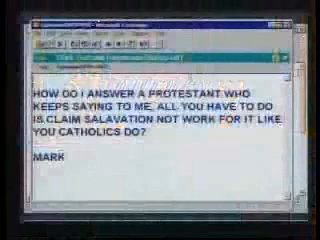 HOW DO I ANSWER A PROTESTANT WHO
KEEPS SAYING TO ME, ALL YOU HAVE TO DO
IS CLAIM SALAVATION NOT WORK FOR IT LIKE
YOU CATHOLICS DO?
MARK